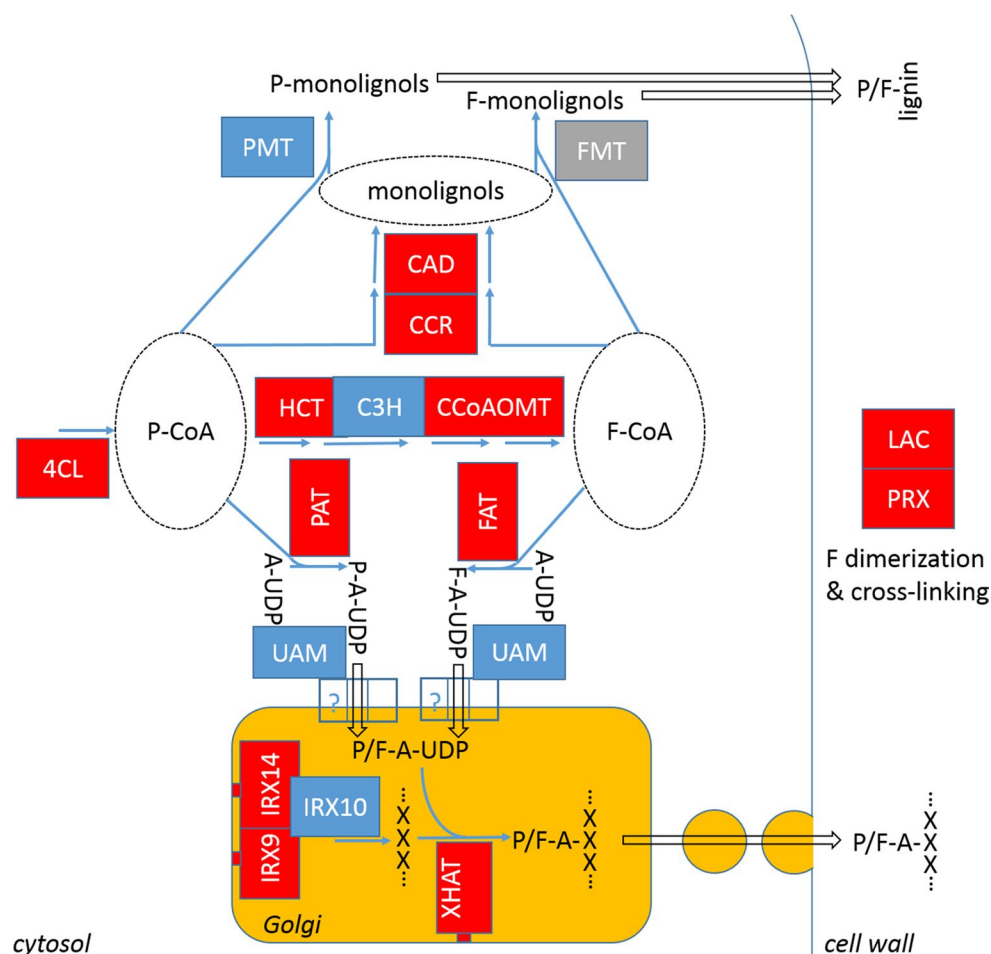 P-monolignols
F-monolignols
P/F-lignin
PMT
FMT
monolignols
CAD
CCR
HCT
C3H
CCoAOMT
P-CoA
F-CoA
4CL
LAC
PRX
PAT
FAT
F dimerization
& cross-linking
A-UDP
P-A-UDP
F-A-UDP
A-UDP
UAM
UAM
?
?
P/F-A-UDP
IRX14
IRX10
IRX9
...X-X-X...
P/F-A-
...X-X-X...
P/F-A-
...X-X-X...
XHAT
Golgi
cytosol
cell wall